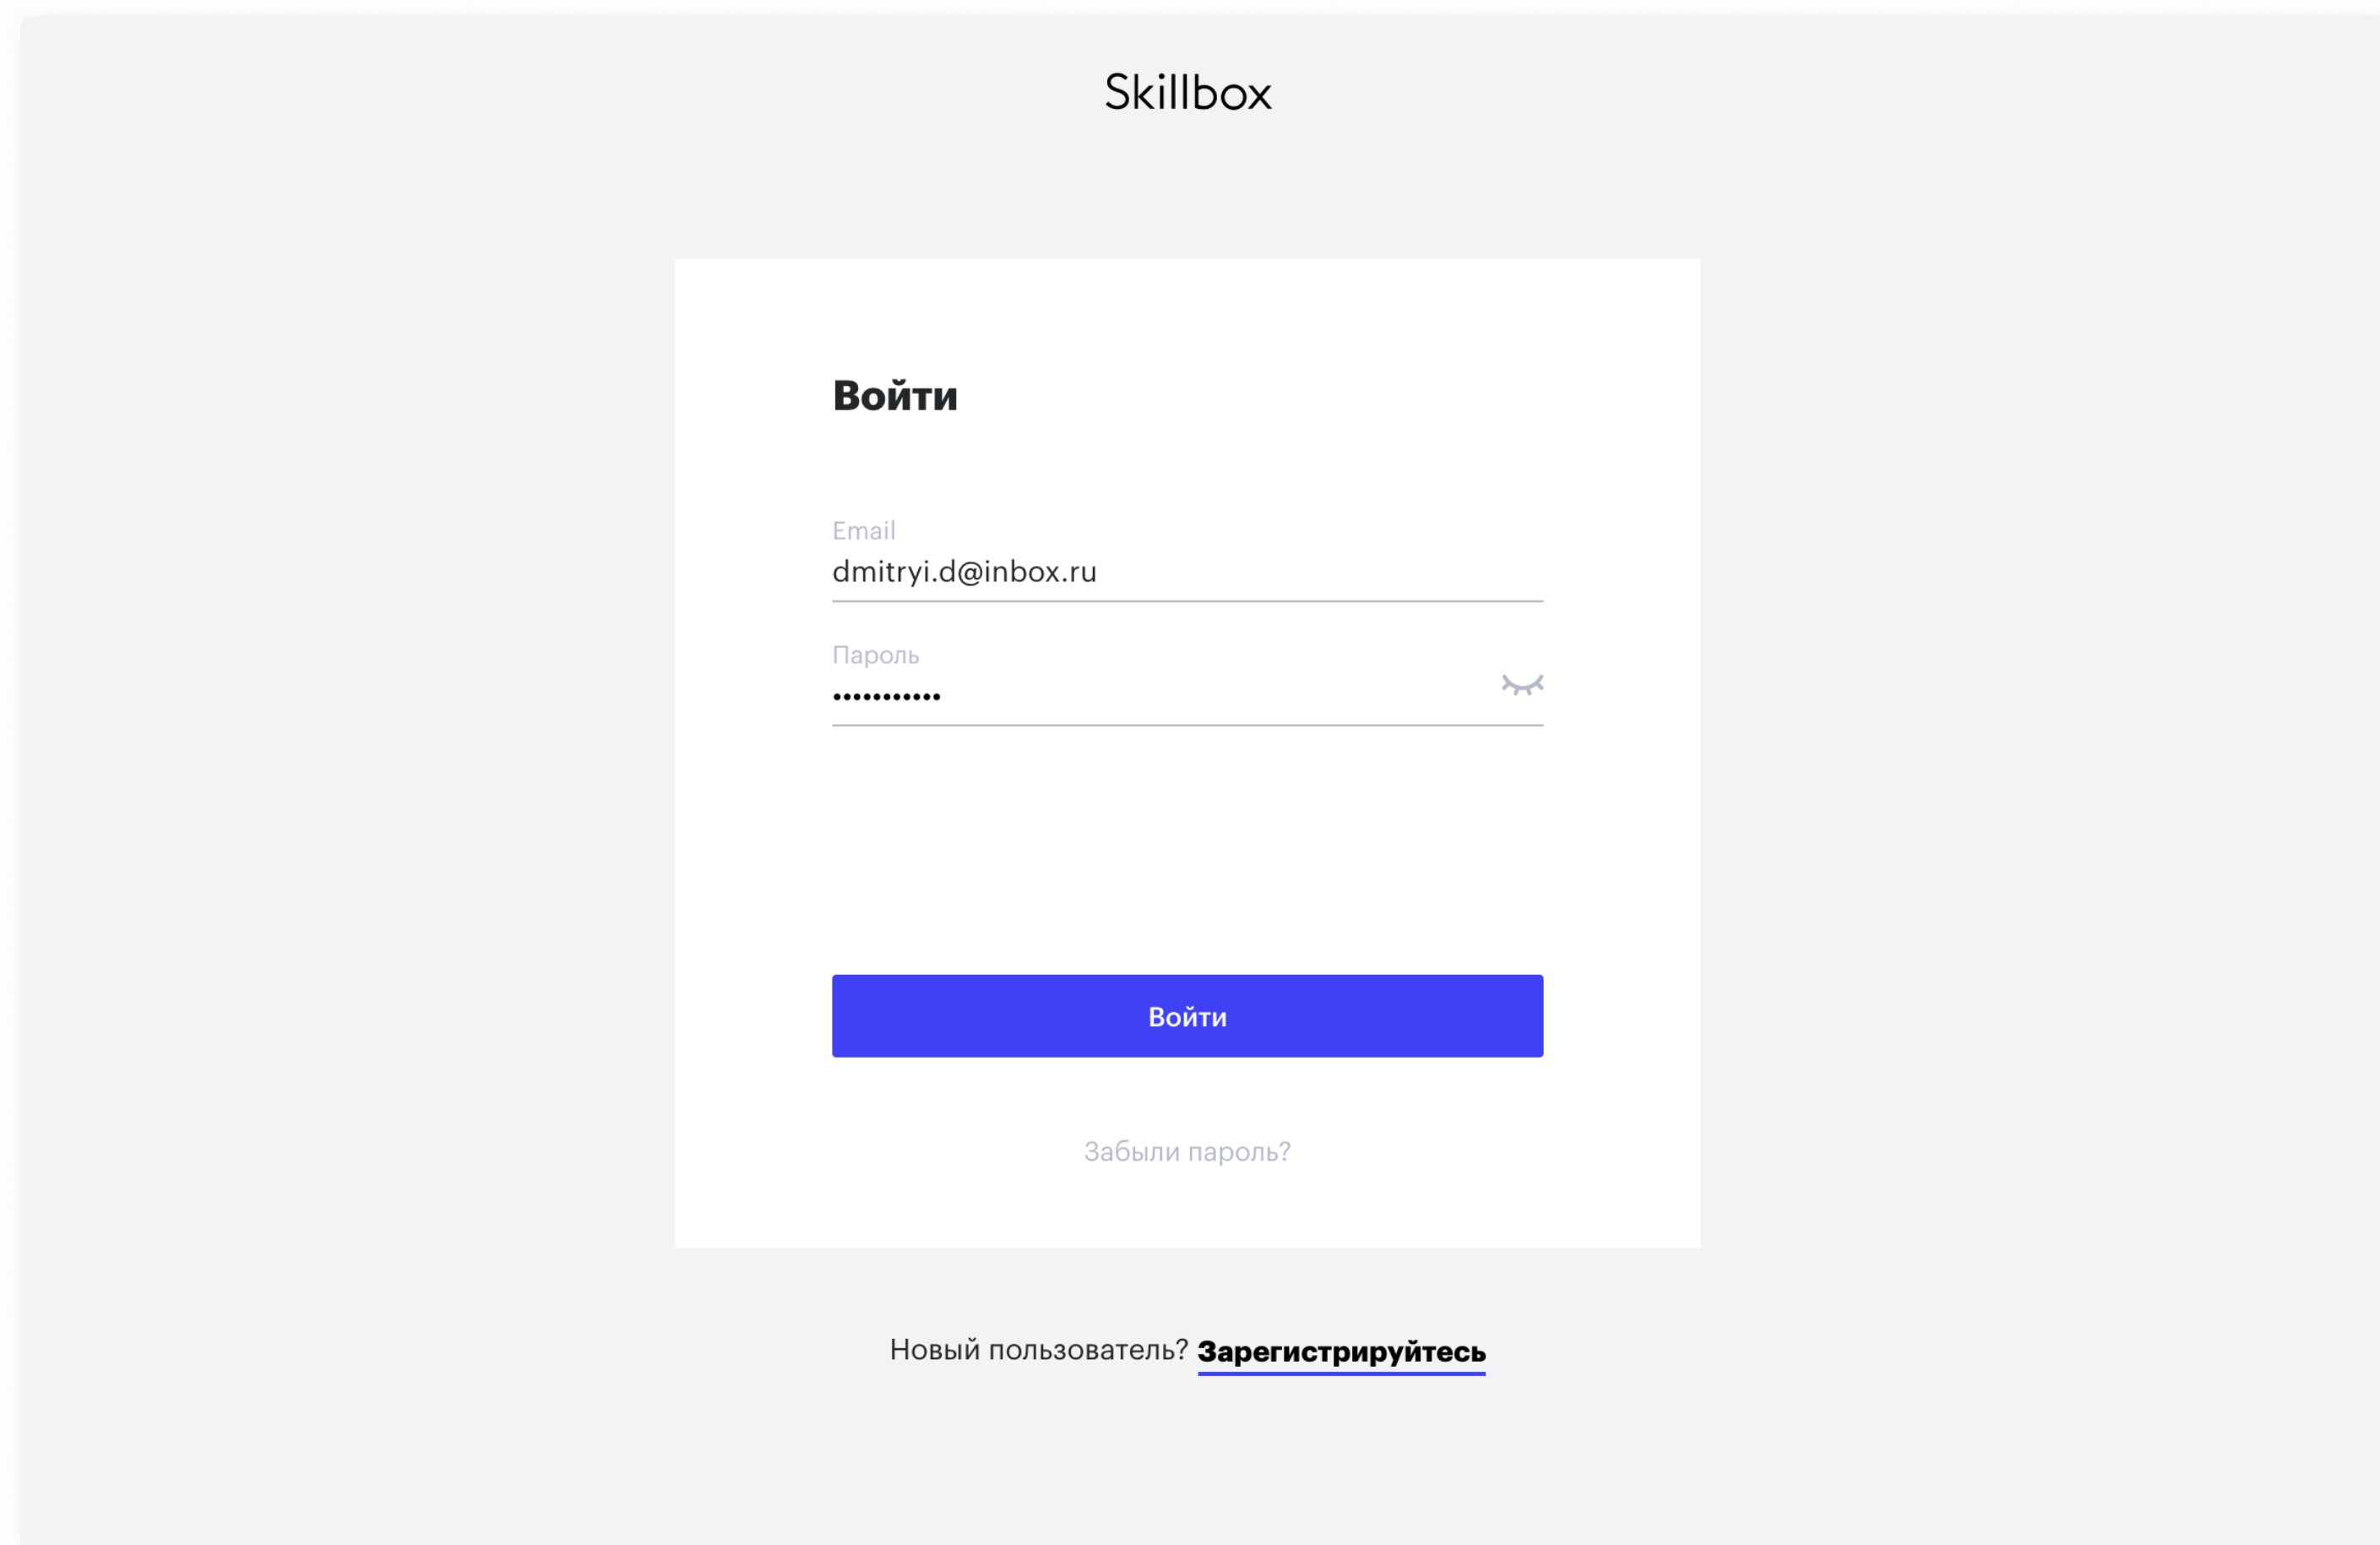 Skillbox
Войти
Email
dmitryi.d@inbox.ru
Пароль
•••••••••••
Войти
Забыли пароль?
Новый пользователь? Зарегистрируйтесь